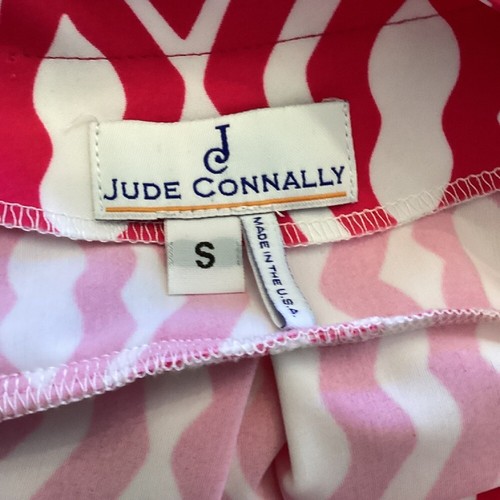 JC
JUDE CONNALLY
S
MADE IN THE U.S.A.